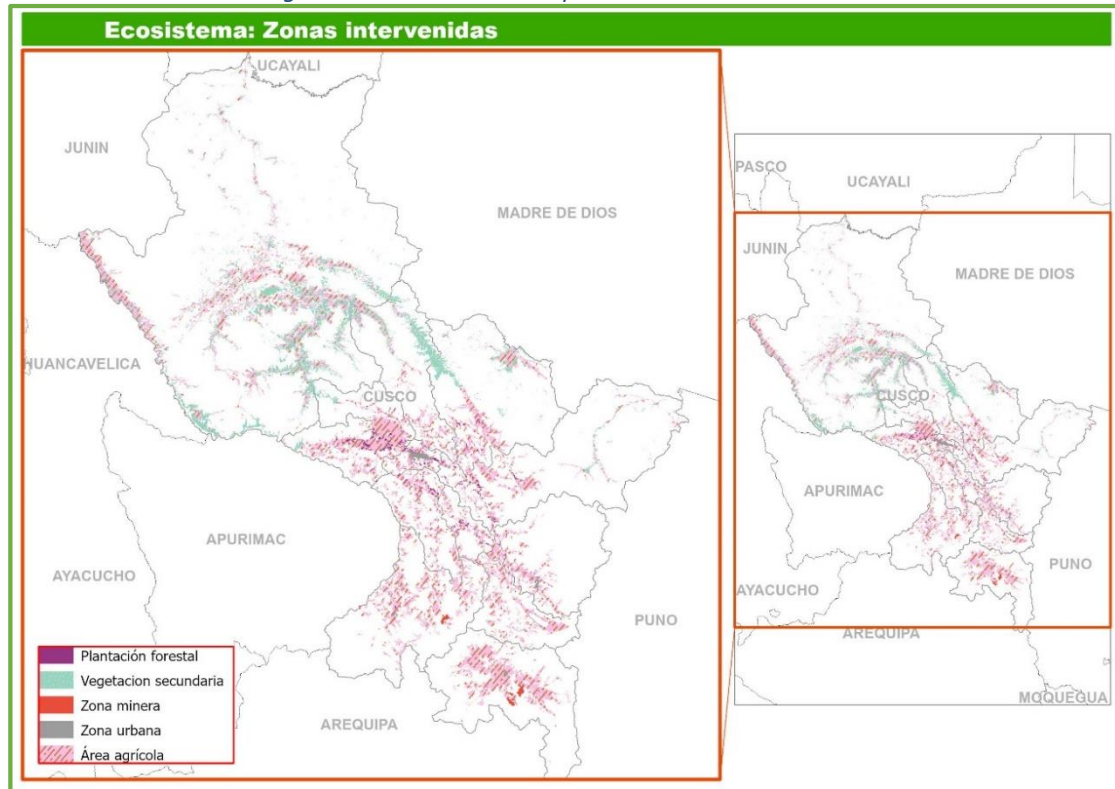 Ecosistema: Zonas intervenidas
UCAYALI
JUNIN
MADRE DE DIOS
HUANCAVELICA
CUSCO
APURIMAC
AYACUCHO
PUNO
AREQUIPA
Plantación forestal
Vegetacion secundaria
Zona minera
Zona urbana
Área agrícola
PASCO
UCAYALI
JUNIN
MADRE DE DIOS
CUSCO
APURIMAC
PUNO
AYACUCHO
AREQUIPA
MOQUEGUA